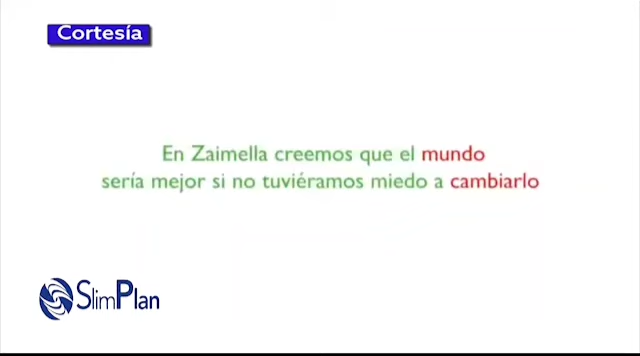 Cortesía
En Zaimella creemos que el mundo
sería mejor si no tuviéramos miedo a cambiarlo
SlimPlan